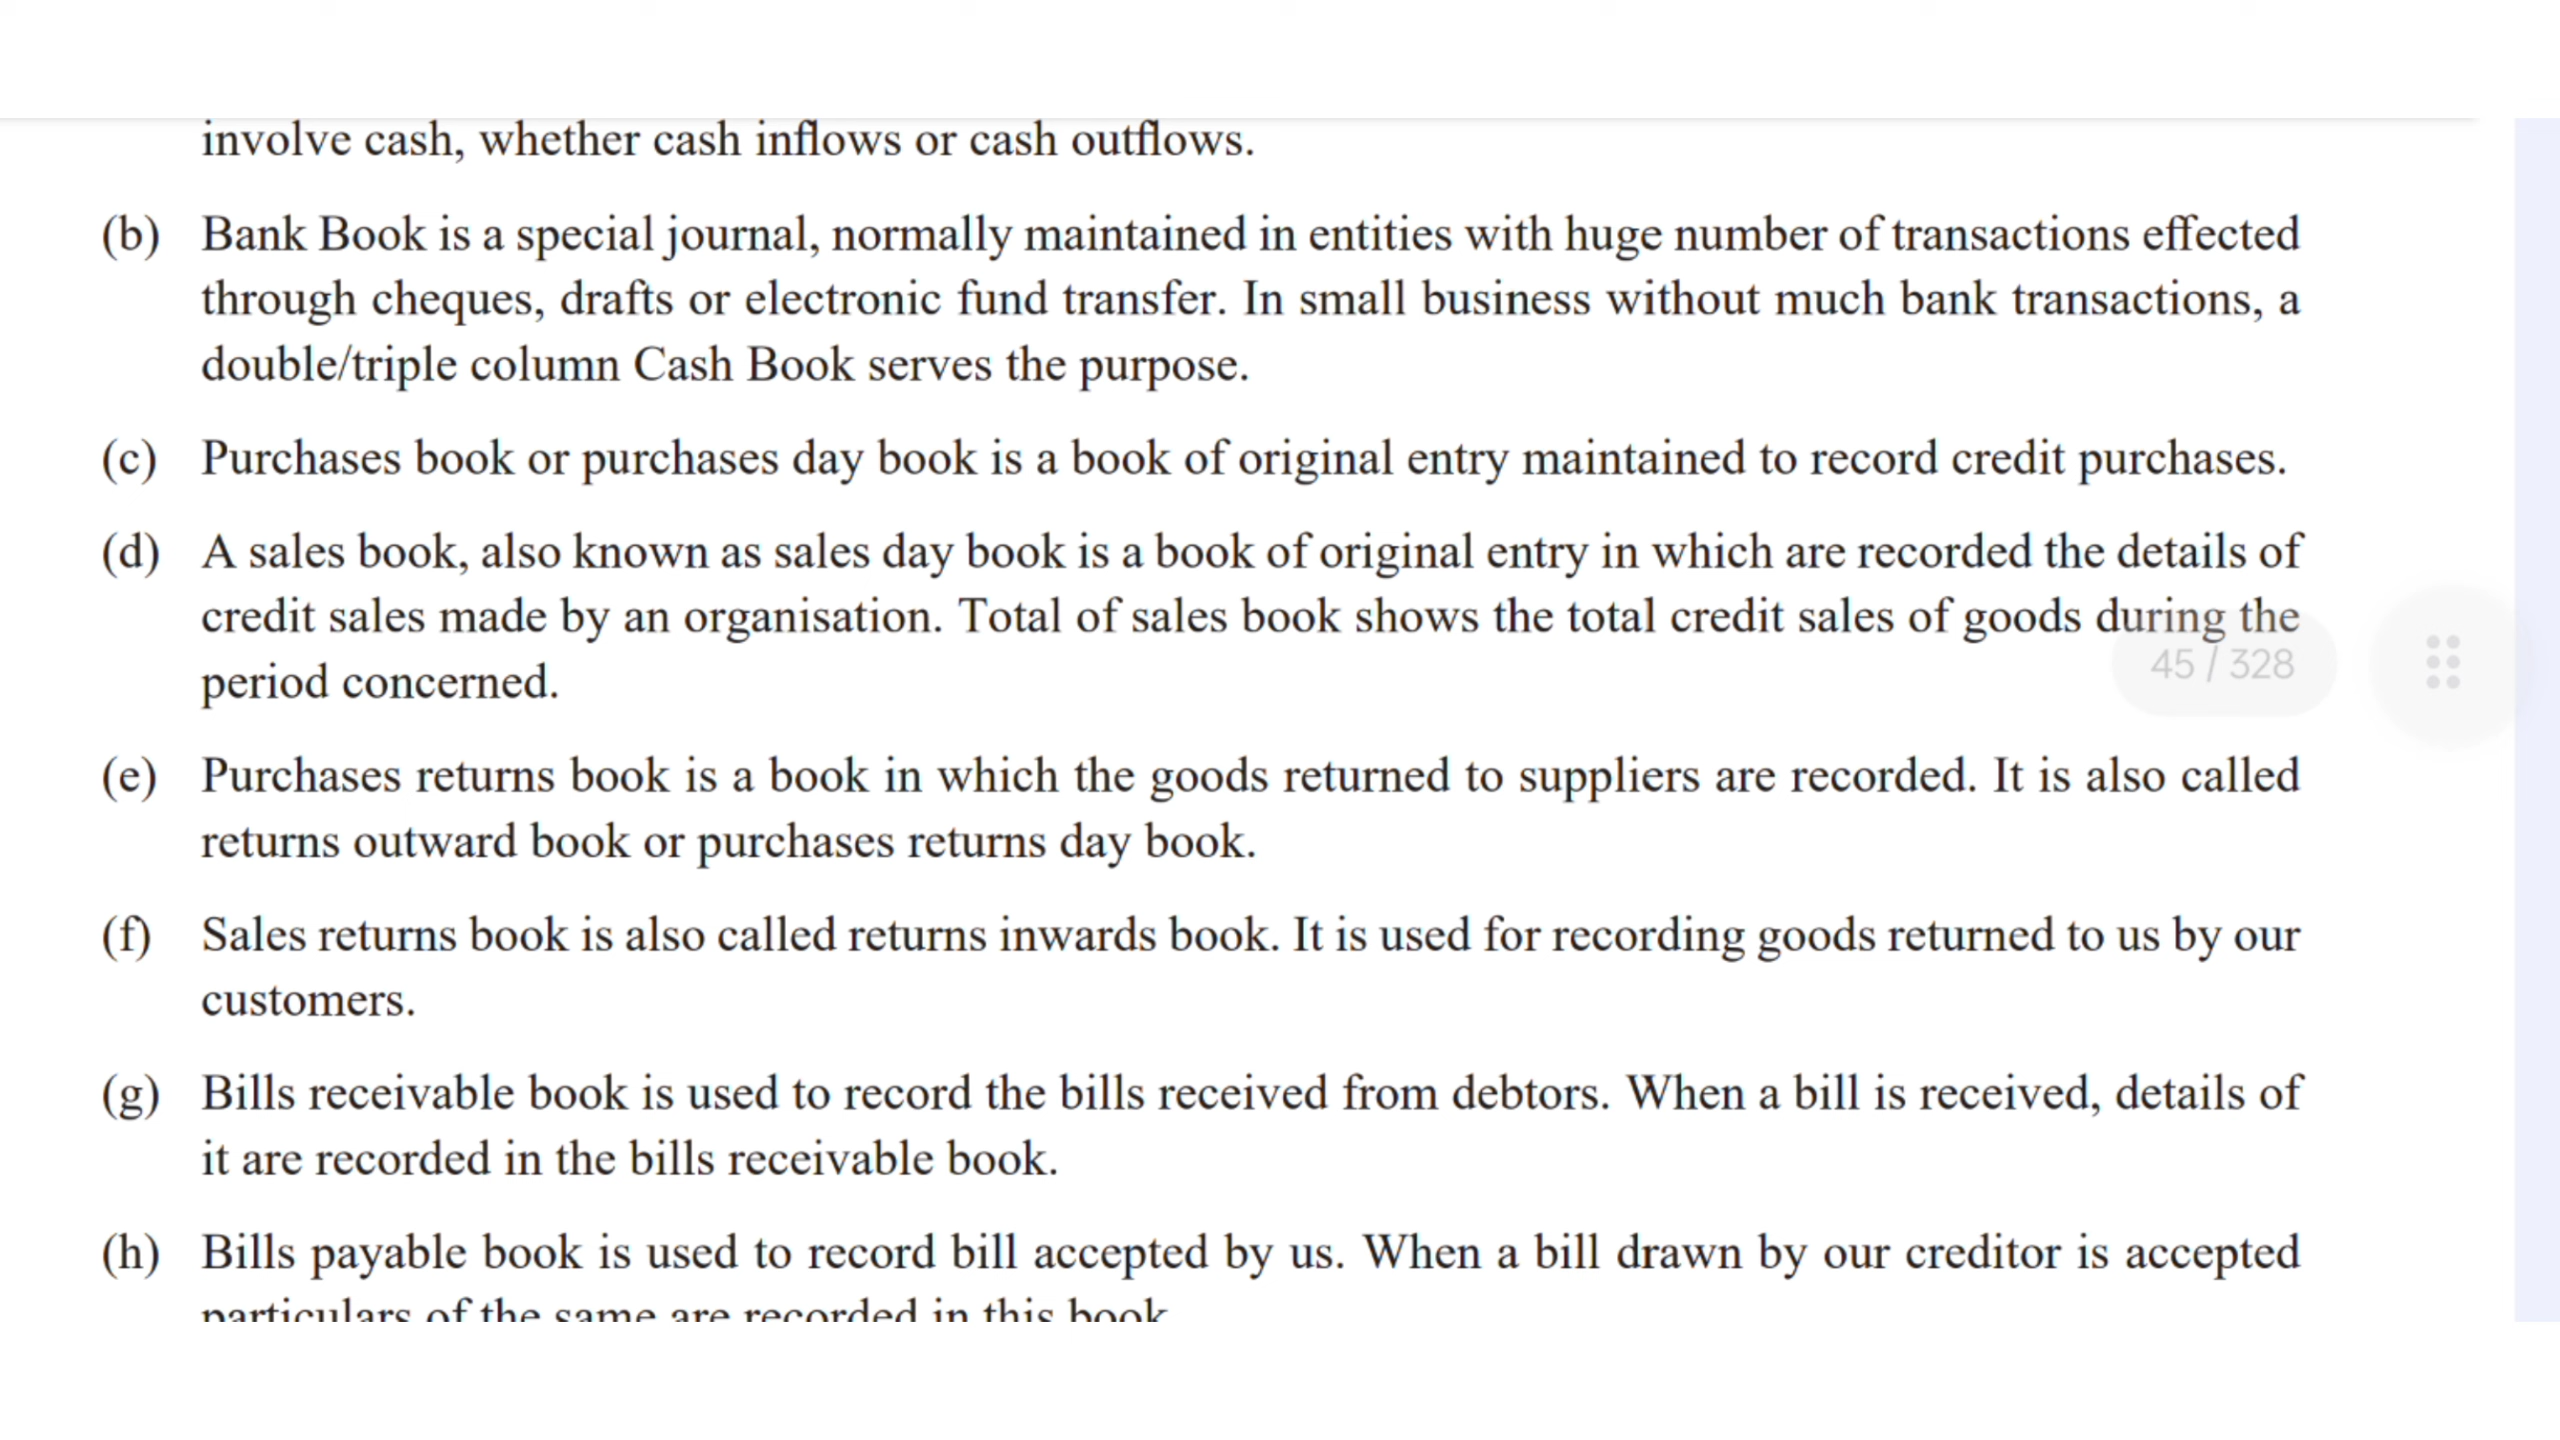 involve cash, whether cash inflows or cash outflows.
(b) Bank Book is a special journal, normally maintained in entities with huge number of transactions effected
through cheques, drafts or electronic fund transfer. In small business without much bank transactions, a
double/triple column Cash Book serves the purpose.
(c) Purchases book or purchases day book is a book of original entry maintained to record credit purchases.
(d) A sales book, also known as sales day book is a book of original entry in which are recorded the details of
credit sales made by an organisation. Total of sales book shows the total credit sales of goods during the
period concerned.
45 / 328
(e) Purchases returns book is a book in which the goods returned to suppliers are recorded. It is also called
returns outward book or purchases returns day book.
(f) Sales returns book is also called returns inwards book. It is used for recording goods returned to us by our
customers.
(g) Bills receivable book is used to record the bills received from debtors. When a bill is received, details of
it are recorded in the bills receivable book.
(h) Bills payable book is used to record bill accepted by us. When a bill drawn by our creditor is accepted
particulars of the same are recorded in this book